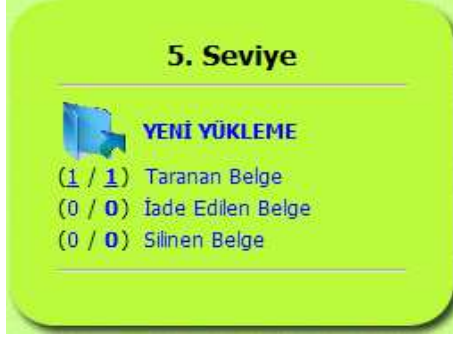 5. Seviye
YENİ YÜKLEME
(1 / 1) Taranan Belge
(0 / 0) İade Edilen Belge
(0 / 0) Silinen Belge